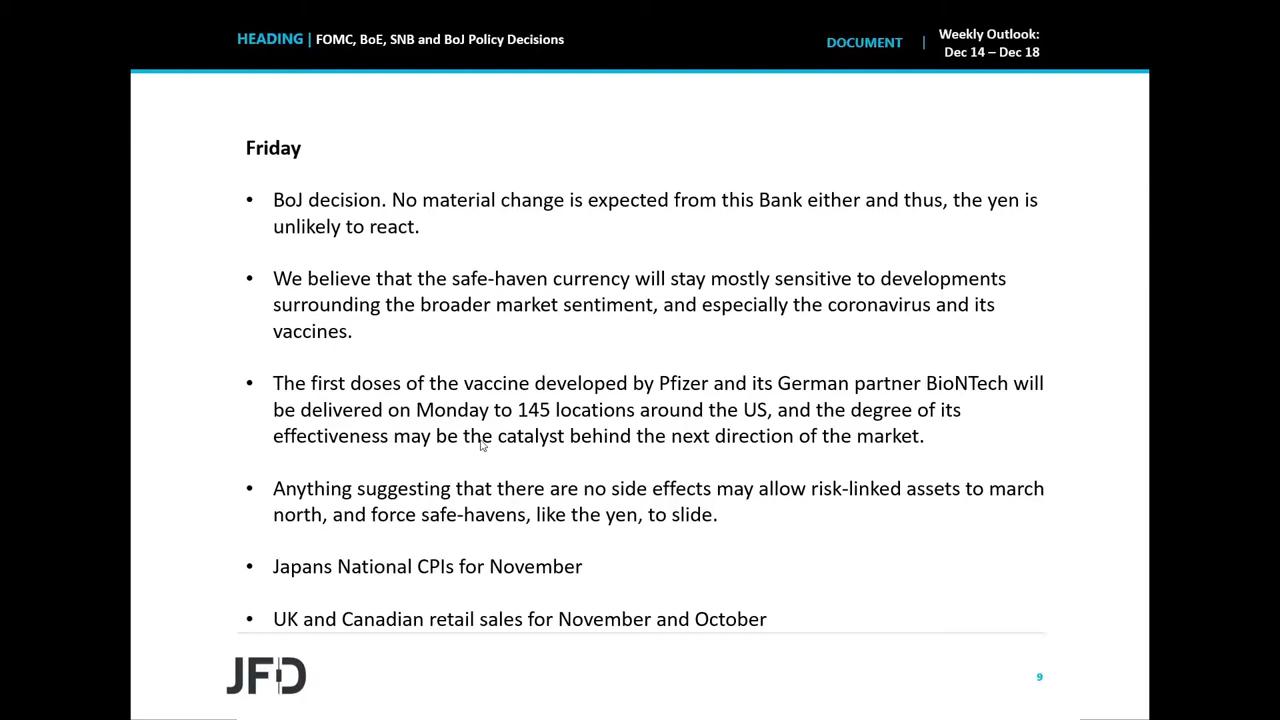 HEADING | FOMC, BoE, SNB and BoJ Policy Decisions
DOCUMENT | Weekly Outlook:
Dec 14 – Dec 18
Friday
• BoJ decision. No material change is expected from this Bank either and thus, the yen is
unlikely to react.
• We believe that the safe-haven currency will stay mostly sensitive to developments
surrounding the broader market sentiment, and especially the coronavirus and its
vaccines.
• The first doses of the vaccine developed by Pfizer and its German partner BioNTech will
be delivered on Monday to 145 locations around the US, and the degree of its
effectiveness may be the catalyst behind the next direction of the market.
• Anything suggesting that there are no side effects may allow risk-linked assets to march
north, and force safe-havens, like the yen, to slide.
• Japans National CPIs for November
• UK and Canadian retail sales for November and October
JFD
9